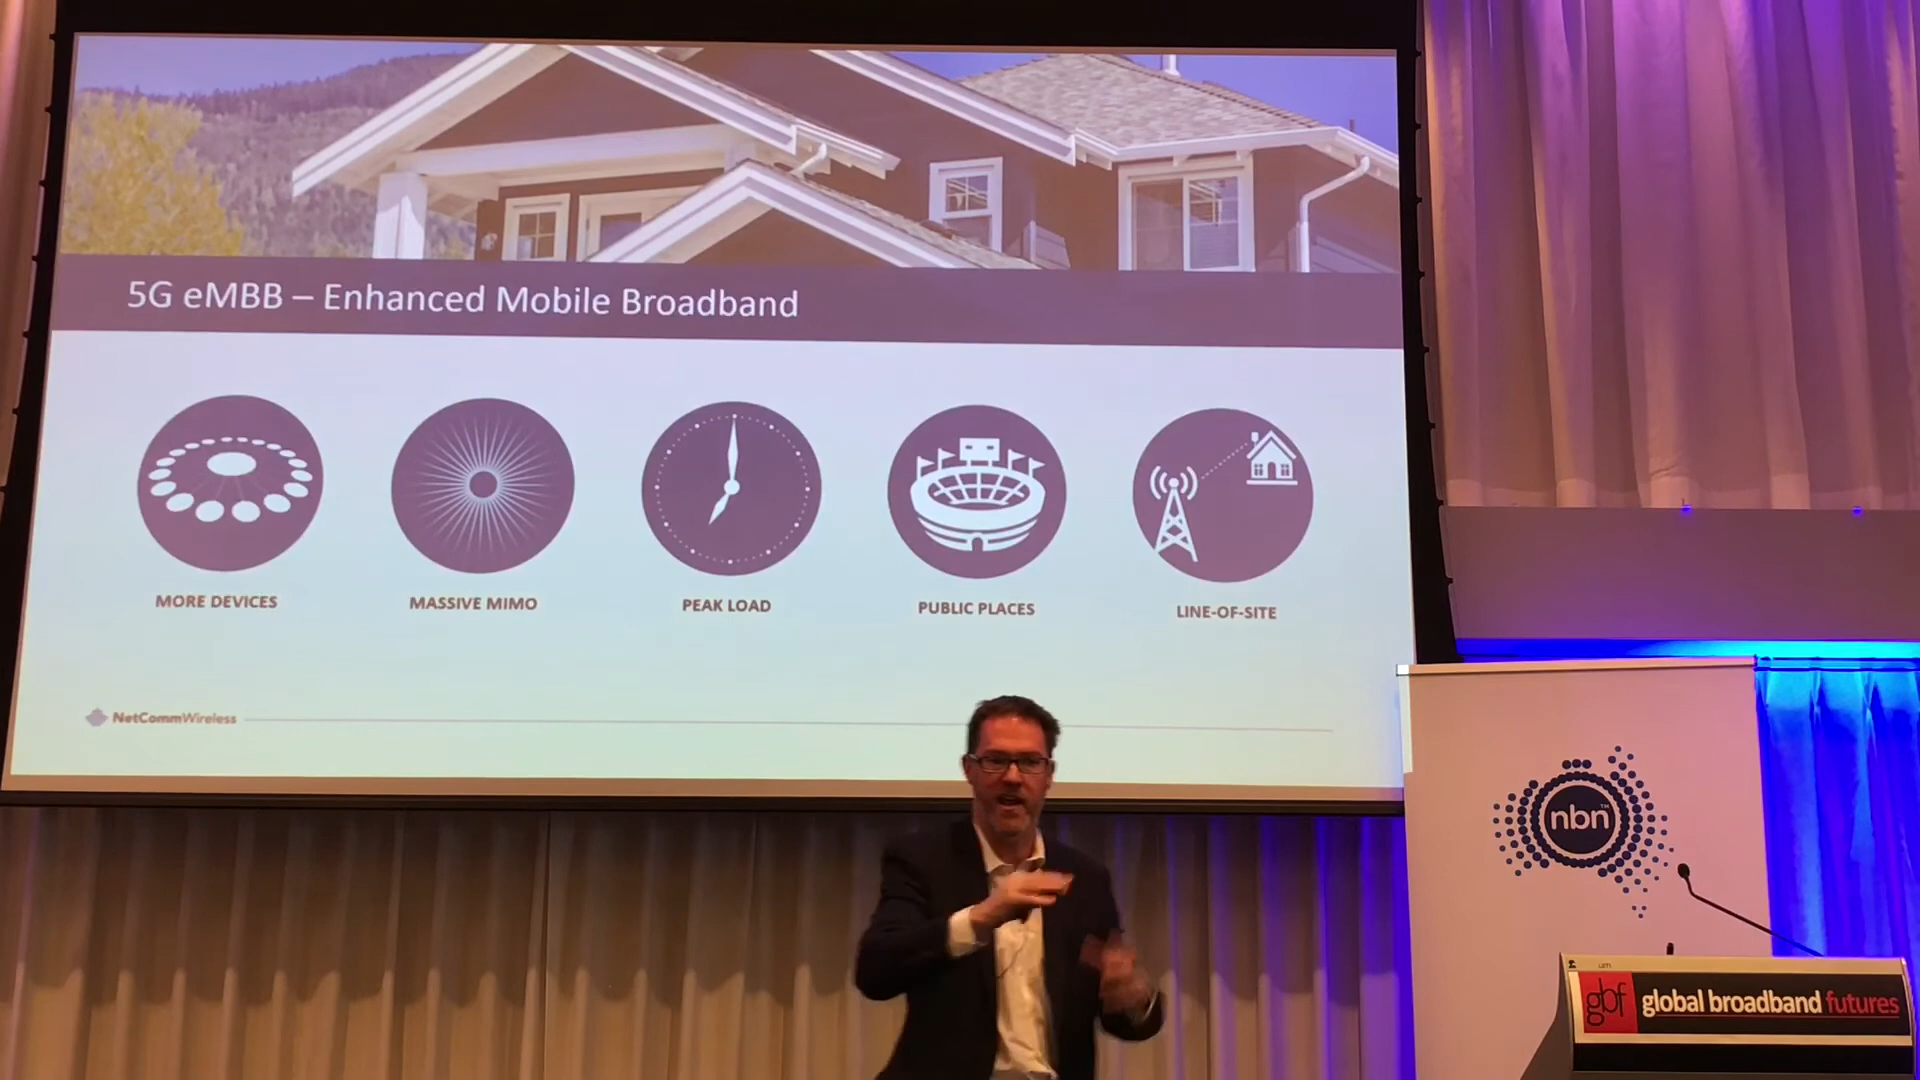 5G eMBB – Enhanced Mobile Broadband
MORE DEVICES
MASSIVE MIMO
PEAK LOAD
PUBLIC PLACES
LINE-OF-SITE
NetCommWireless
nbn™
gbf global broadband futures